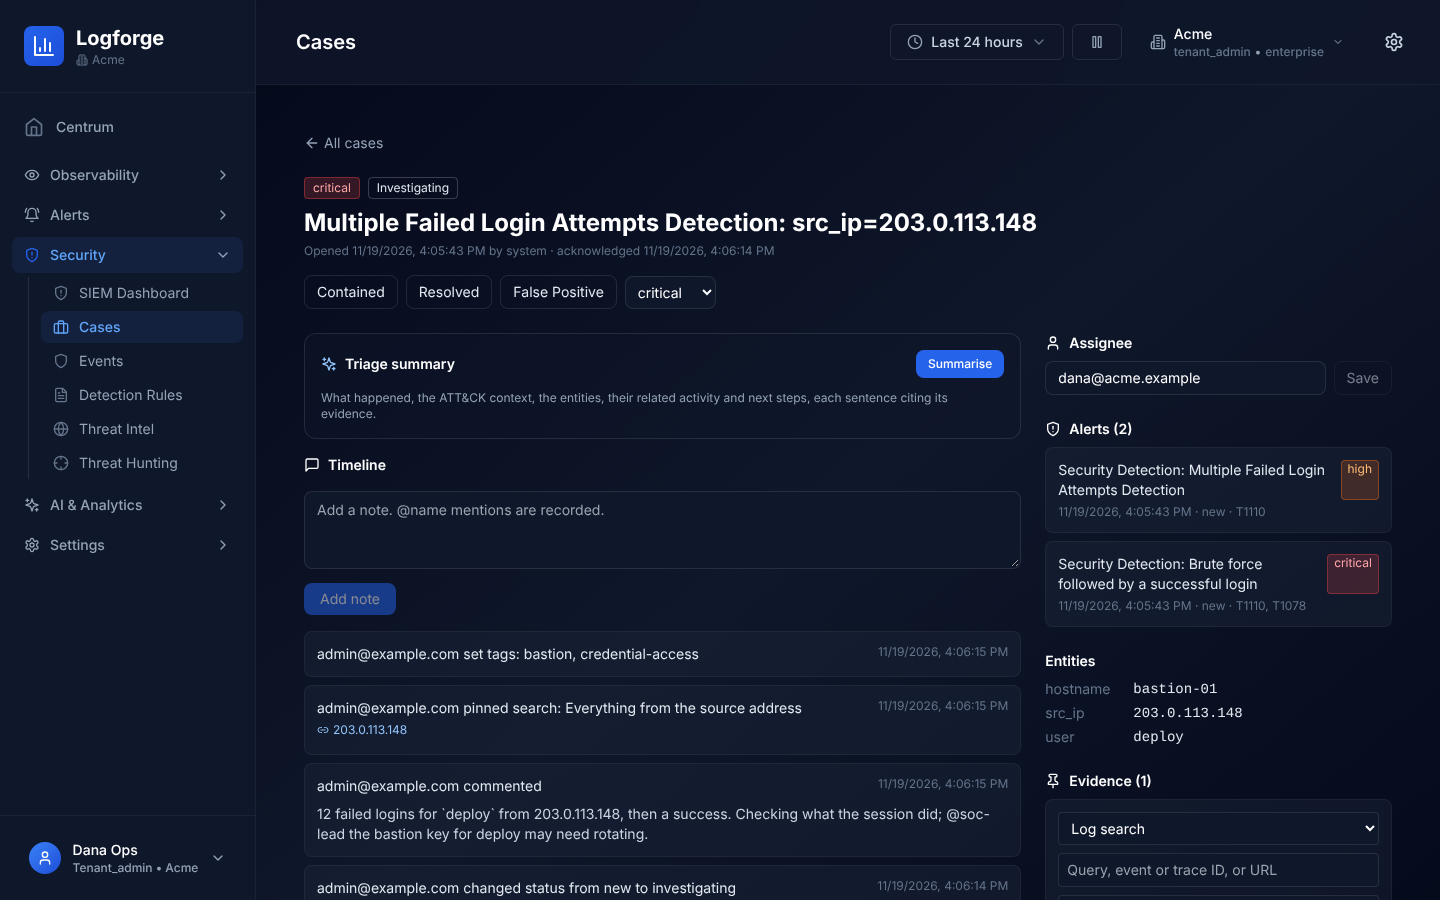 Logforge
Acme
Centrum
Observability
Alerts
Security
SIEM Dashboard
Cases
Events
Detection Rules
Threat Intel
Threat Hunting
AI & Analytics
Settings
Dana Ops
Tenant_admin • Acme
Cases
Last 24 hours
Acme
tenant_admin • enterprise
All cases
critical
Investigating
Multiple Failed Login Attempts Detection: src_ip=203.0.113.148
Opened 11/19/2026, 4:05:43 PM by system · acknowledged 11/19/2026, 4:06:14 PM
Contained
Resolved
False Positive
critical
Triage summary
Summarise
What happened, the ATT&CK context, the entities, their related activity and next steps, each sentence citing its
evidence.
Timeline
Add a note. @name mentions are recorded.
Add note
admin@example.com set tags: bastion, credential-access
11/19/2026, 4:06:15 PM
admin@example.com pinned search: Everything from the source address
11/19/2026, 4:06:15 PM
203.0.113.148
admin@example.com commented
11/19/2026, 4:06:15 PM
12 failed logins for `deploy` from 203.0.113.148, then a success. Checking what the session did; @soc-
lead the bastion key for deploy may need rotating.
admin@example.com changed status from new to investigating
11/19/2026, 4:06:14 PM
Assignee
dana@acme.example
Save
Alerts (2)
Security Detection: Multiple Failed Login
Attempts Detection
high
11/19/2026, 4:05:43 PM · new · T1110
Security Detection: Brute force
followed by a successful login
critical
11/19/2026, 4:05:43 PM · new · T1110, T1078
Entities
hostname bastion-01
src_ip 203.0.113.148
user deploy
Evidence (1)
Log search
Query, event or trace ID, or URL